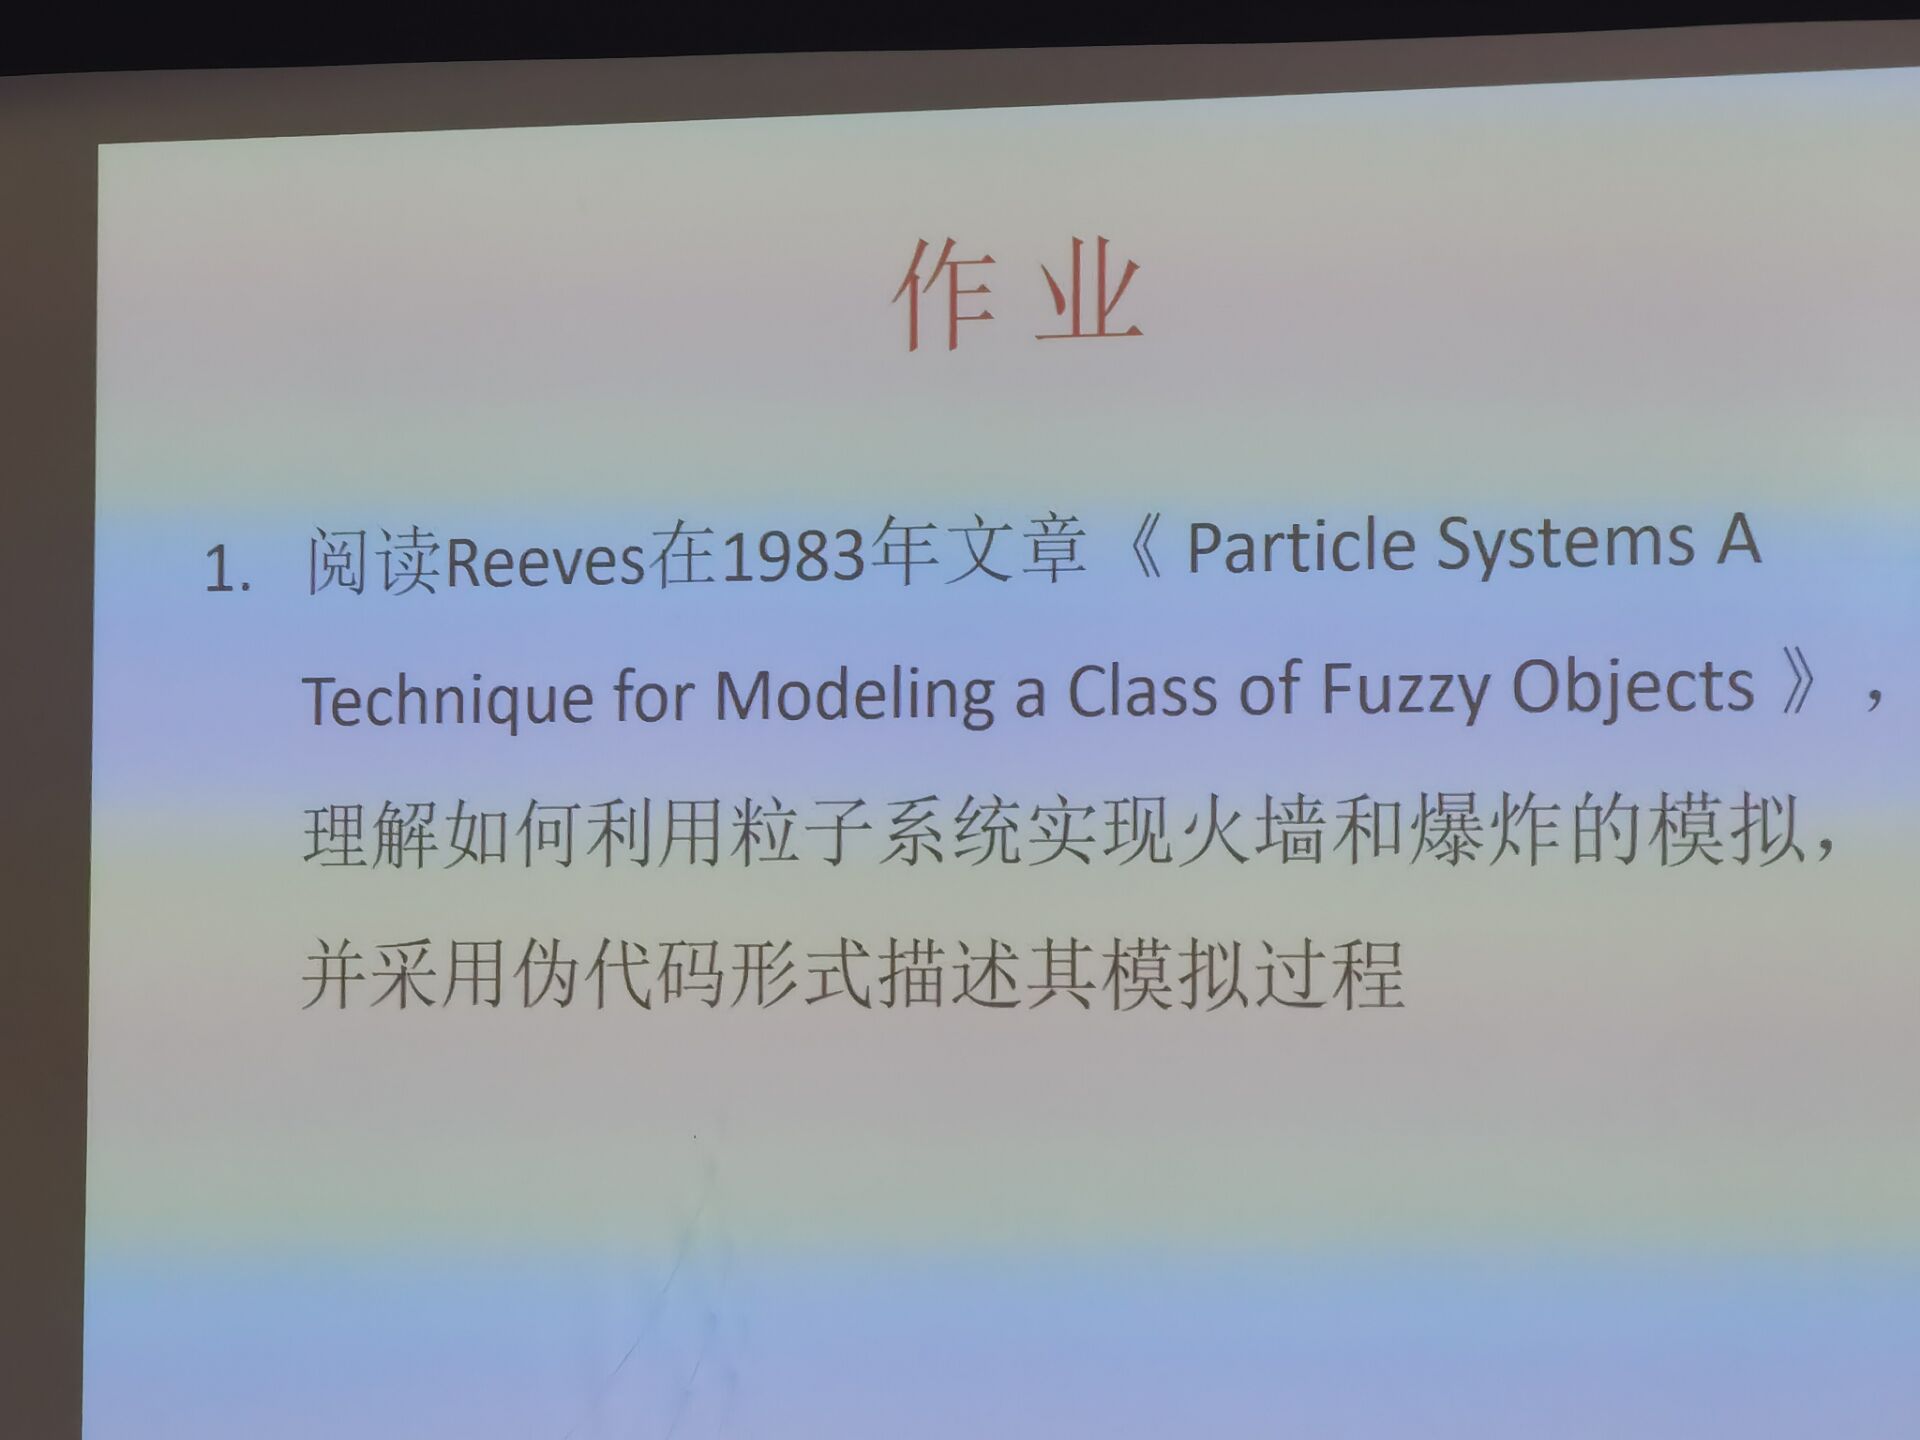 作业
1. 阅读Reeves在1983年文章《 Particle Systems A
Technique for Modeling a Class of Fuzzy Objects 》，
理解如何利用粒子系统实现火墙和爆炸的模拟，
并采用伪代码形式描述其模拟过程